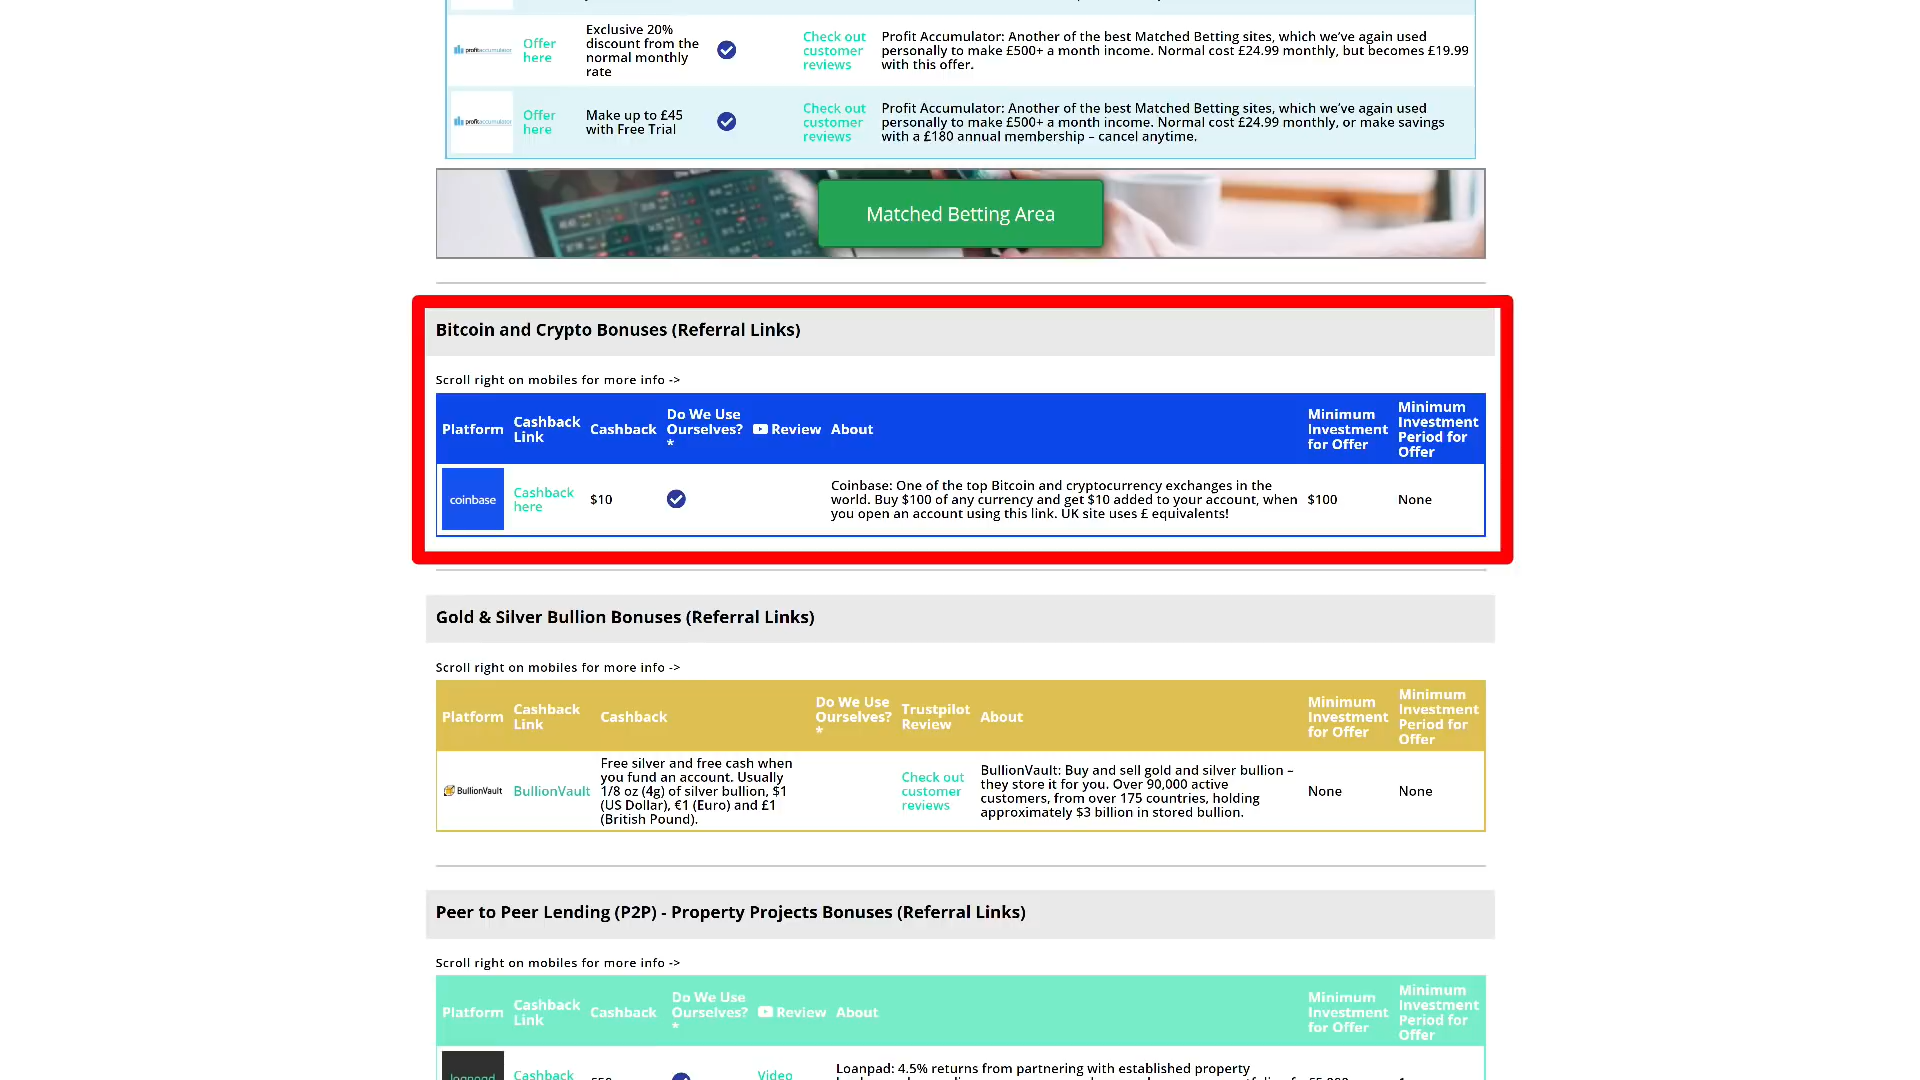 Exclusive 20%
discount from the
normal monthly
rate
profitaccumulator
Offer
here
Check out
customer
reviews
Profit Accumulator: Another of the best Matched Betting sites, which we've again used
personally to make £500+ a month income. Normal cost £24.99 monthly, but becomes £19.99
with this offer.
profitaccumulator
Offer
here
Make up to £45
with Free Trial
Check out
customer
reviews
Profit Accumulator: Another of the best Matched Betting sites, which we've again used
personally to make £500+ a month income. Normal cost £24.99 monthly, or make savings
with a £180 annual membership – cancel anytime.
Matched Betting Area
Bitcoin and Crypto Bonuses (Referral Links)
Scroll right on mobiles for more info ->
Platform
Cashback
Link
Cashback
Do We Use
Ourselves?
*
Review
About
Minimum
Investment
for Offer
Minimum
Investment
Period for
Offer
coinbase
Cashback
here
$10
Coinbase: One of the top Bitcoin and cryptocurrency exchanges in the
world. Buy $100 of any currency and get $10 added to your account, when
you open an account using this link. UK site uses £ equivalents!
$100
None
Gold & Silver Bullion Bonuses (Referral Links)
Scroll right on mobiles for more info ->
Platform
Cashback
Link
Cashback
Do We Use
Ourselves?
*
Trustpilot
Review
About
Minimum
Investment
for Offer
Minimum
Investment
Period for
Offer
BullionVault
BullionVault
Free silver and free cash when
you fund an account. Usually
1/8 oz (4g) of silver bullion, $1
(US Dollar), €1 (Euro) and £1
(British Pound).
Check out
customer
reviews
BullionVault: Buy and sell gold and silver bullion –
they store it for you. Over 90,000 active
customers, from over 175 countries, holding
approximately $3 billion in stored bullion.
None
None
Peer to Peer Lending (P2P) - Property Projects Bonuses (Referral Links)
Scroll right on mobiles for more info ->
Platform
Cashback
Link
Cashback
Do We Use
Ourselves?
*
Review
About
Minimum
Investment
for Offer
Minimum
Investment
Period for
Offer
Cashback
Video
Loanpad: 4.5% returns from partnering with established property